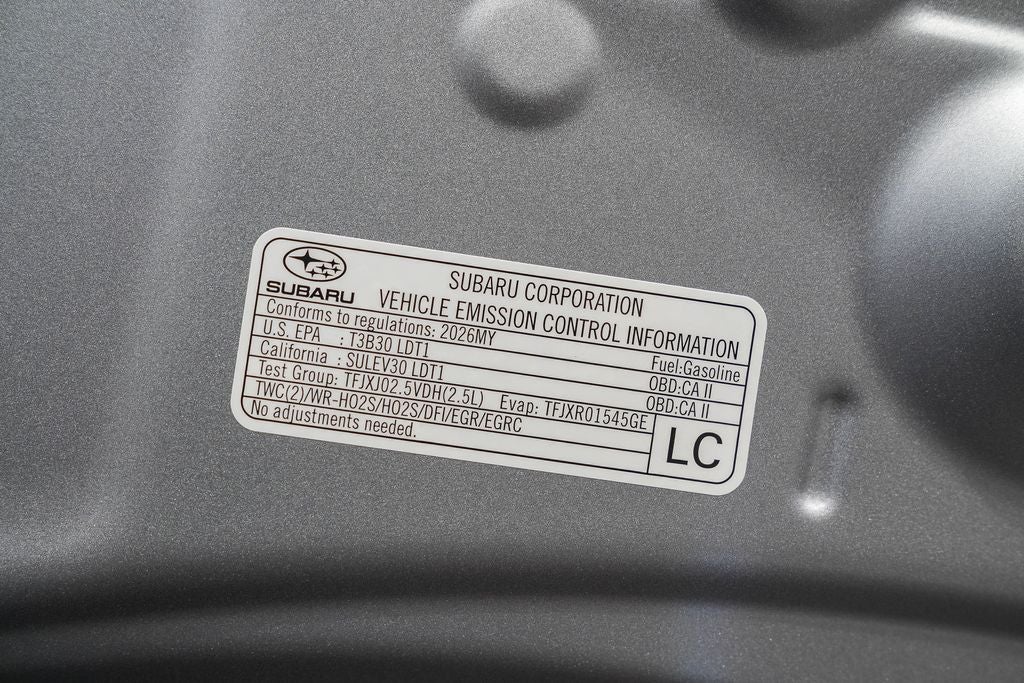 SUBARU
SUBARU CORPORATION
VEHICLE EMISSION CONTROL INFORMATION
Conforms to regulations: 2026MY Fuel:Gasoline
U.S. EPA : T3B30 LDT1 OBD:CA II
California : SULEV30 LDT1 OBD:CA II
Test Group: TFJXJ02.5VDH(2.5L) Evap: TFJXR01545GE
TWC(2)/WR-HO2S/HO2S/DFI/EGR/EGRC
No adjustments needed.
LC